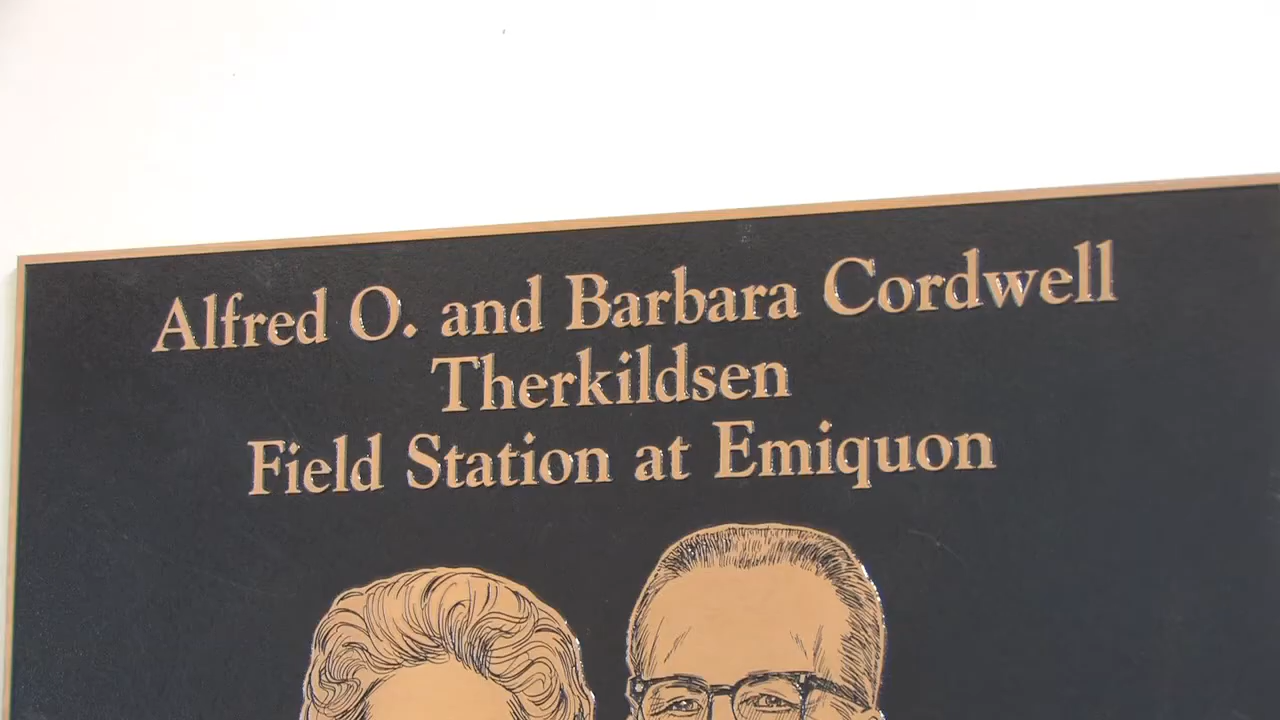 Alfred O. and Barbara Cordwell
Therkildsen
Field Station at Emiquon